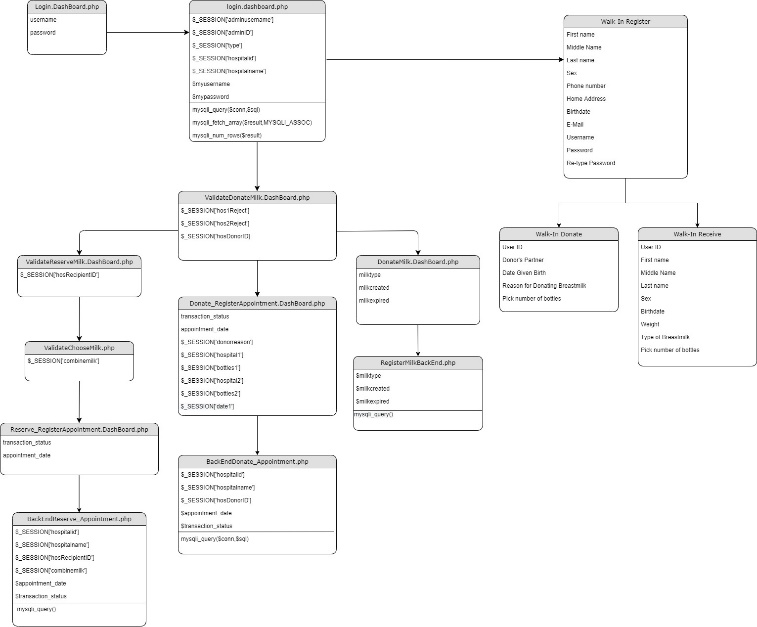 Login.DashBoard.php
username
password
login.dashboard.php
$_SESSION['adminusername']
$_SESSION['adminID']
$_SESSION['type']
$_SESSION['hospitalid']
$_SESSION['hospitalname']
$myusername
$mypassword
mysqli_query($conn,$sql)
mysqli_fetch_array($result,MYSQLI_ASSOC)
mysqli_num_rows($result)
Walk-In Register
First name
Middle Name
Last name
Sex
Phone number
Home Address
Birthdate
E-Mail
Username
Password
Re-type Password
ValidateDonateMilk.DashBoard.php
$_SESSION['hos1Reject']
$_SESSION['hos2Reject']
$_SESSION['hosDonorID]
Walk-In Donate
User ID
Donor's Partner
Date Given Birth
Reason for Donating Breastmilk
Pick number of bottles
Walk-In Receive
User ID
First name
Middle Name
Last name
Sex
Birthdate
Weight
Type of Breastmilk
Pick number of bottles
ValidateReserveMilk.DashBoard.php
$_SESSION['hosRecipientID']
DonateMilk.DashBoard.php
milktype
milkcreated
milkexpired
Donate_RegisterAppointment.DashBoard.php
transaction_status
appointment_date
$_SESSION['donorreason']
$_SESSION['hospital1']
$_SESSION['bottles1']
$_SESSION['hospital2']
$_SESSION['bottles2']
$_SESSION['date1']
ValidateChooseMilk.php
$_SESSION['combinemilk']
RegisterMilkBackEnd.php
$milktype
$milkcreated
$milkexpired
mysqli_query()
Reserve_RegisterAppointment.DashBoard.php
transaction_status
appointment_date
BackEndDonate_Appointment.php
$_SESSION['hospitalid']
$_SESSION['hospitalname']
$_SESSION['hosDonorID']
$appointment_date
$transaction_status
mysqli_query($conn,$sql)
BackEndReserve_Appointment.php
$_SESSION['hospitalid']
$_SESSION['hospitalname']
$_SESSION['hosRecipientID']
$_SESSION['combinemilk']
$appointment_date
$transaction_status
mysqli_query()